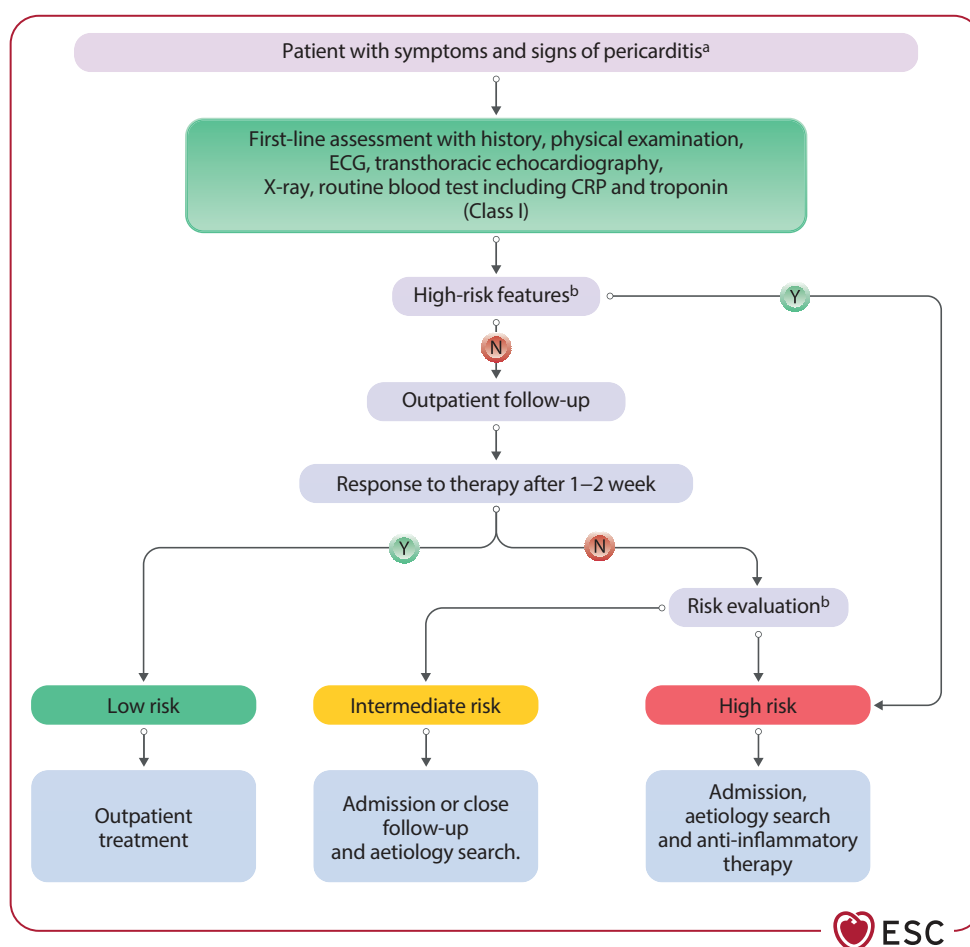 Patient with symptoms and signs of pericarditisᵃ
First-line assessment with history, physical examination,
ECG, transthoracic echocardiography,
X-ray, routine blood test including CRP and troponin
(Class I)
High-risk featuresᵇ
Y
N
Outpatient follow-up
Response to therapy after 1–2 week
Y
N
Risk evaluationᵇ
Low risk
Intermediate risk
High risk
Outpatient
treatment
Admission or close
follow-up
and aetiology search.
Admission,
aetiology search
and anti-inflammatory
therapy
ESC